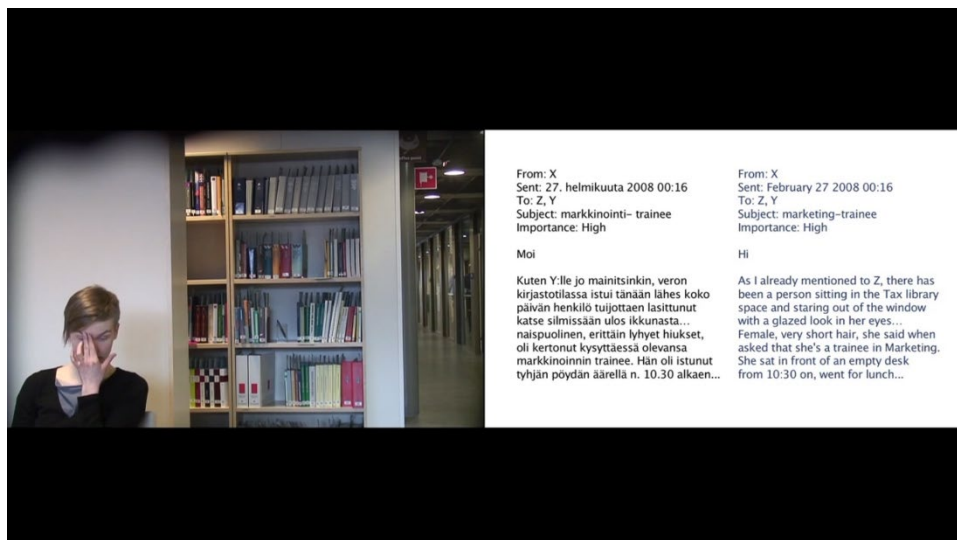 From: X
Sent: 27. helmikuuta 2008 00:16
To: Z, Y
Subject: markkinointi- trainee
Importance: High
Moi
Kuten Y:lle jo mainitsinkin, veron
kirjastotilassa istui tänään lähes koko
päivän henkilö tuijottaen lasittunut
katse silmissään ulos ikkunasta...
naispuolinen, erittäin lyhyet hiukset,
oli kertonut kysyttäessä olevansa
markkinoinnin trainee. Hän oli istunut
tyhjän pöydän äärellä n. 10.30 alkaen...
From: X
Sent: February 27 2008 00:16
To: Z, Y
Subject: marketing-trainee
Importance: High
Hi
As I already mentioned to Z, there has
been a person sitting in the Tax library
space and staring out of the window
with a glazed look in her eyes...
Female, very short hair, she said when
asked that she's a trainee in Marketing.
She sat in front of an empty desk
from 10:30 on, went for lunch...